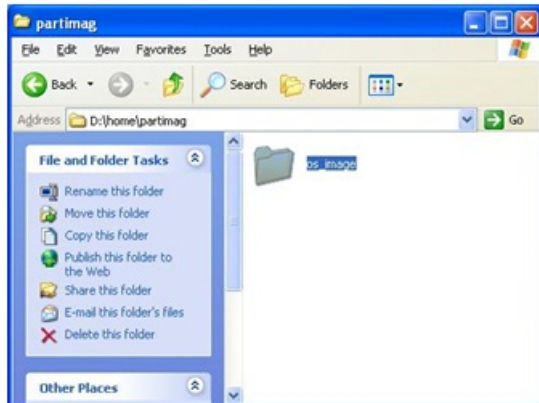 partimag
File Edit View Favorites Tools Help
Back Search Folders
Address D:\home\partimag Go
File and Folder Tasks
Rename this folder
Move this folder
Copy this folder
Publish this folder to
the Web
Share this folder
E-mail this folder's files
Delete this folder
Other Places
os_image